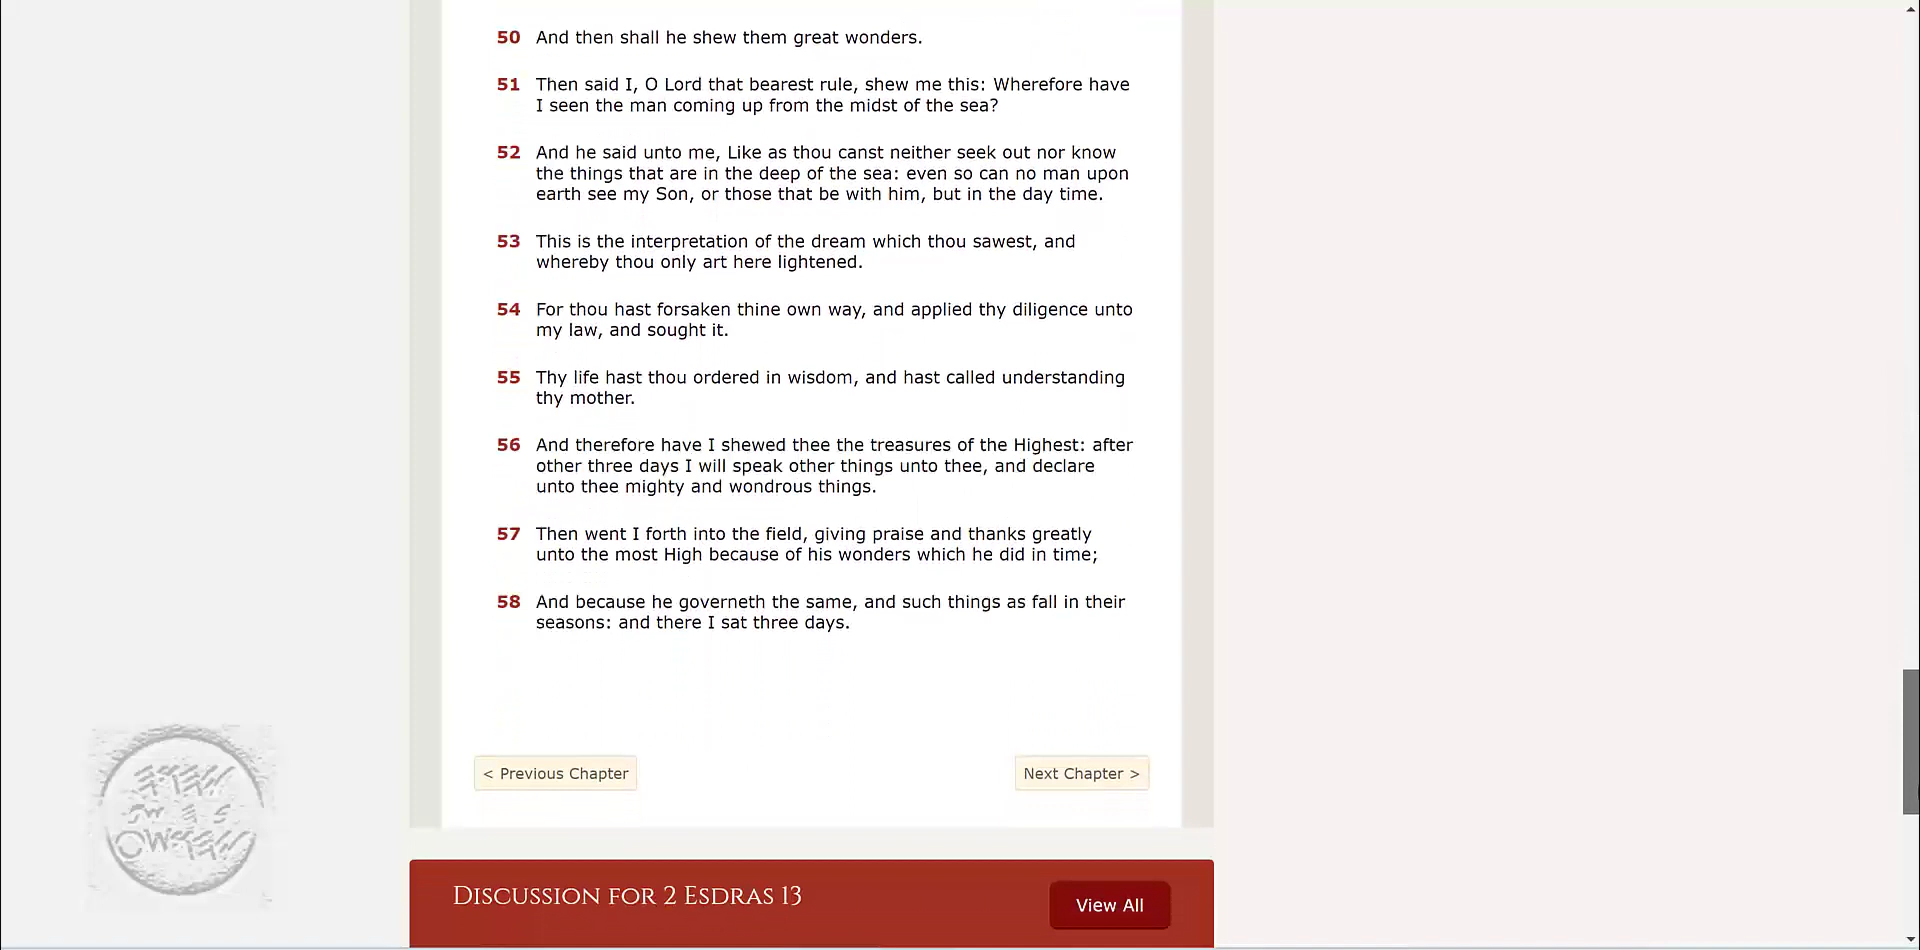 50 And then shall he shew them great wonders.
51 Then said I, O Lord that bearest rule, shew me this: Wherefore have
I seen the man coming up from the midst of the sea?
52 And he said unto me, Like as thou canst neither seek out nor know
the things that are in the deep of the sea: even so can no man upon
earth see my Son, or those that be with him, but in the day time.
53 This is the interpretation of the dream which thou sawest, and
whereby thou only art here lightened.
54 For thou hast forsaken thine own way, and applied thy diligence unto
my law, and sought it.
55 Thy life hast thou ordered in wisdom, and hast called understanding
thy mother.
56 And therefore have I shewed thee the treasures of the Highest: after
other three days I will speak other things unto thee, and declare
unto thee mighty and wondrous things.
57 Then went I forth into the field, giving praise and thanks greatly
unto the most High because of his wonders which he did in time;
58 And because he governeth the same, and such things as fall in their
seasons: and there I sat three days.
< Previous Chapter
Next Chapter >
Discussion for 2 Esdras 13
View All